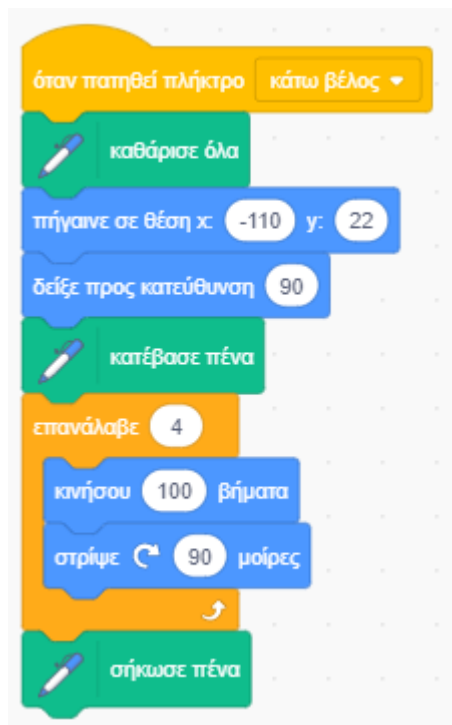 όταν πατηθεί πλήκτρο κάτω βέλος
καθάρισε όλα
πήγαινε σε θέση x: -110 y: 22
δείξε προς κατεύθυνση 90
κατέβασε πένα
επανάλαβε 4
κινήσου 100 βήματα
στρίψε 90 μοίρες
σήκωσε πένα